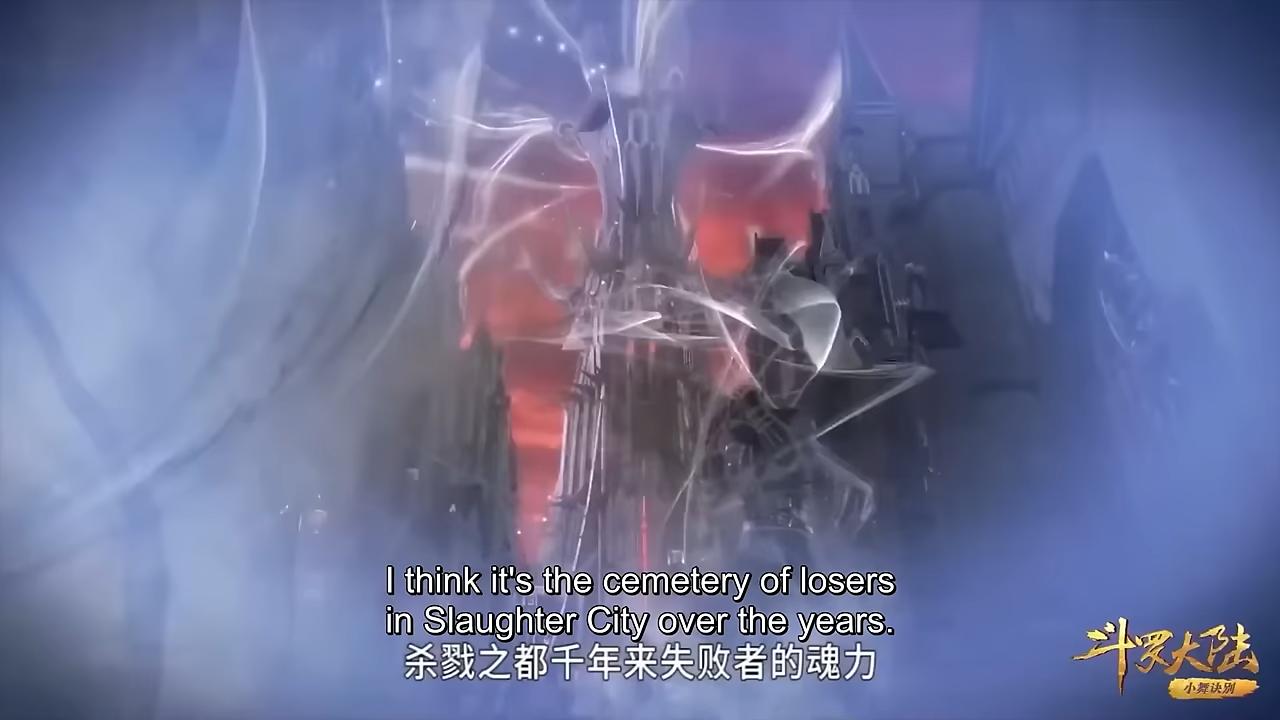 I think it's the cemetery of losers
in Slaughter City over the years.
杀戮之都千年来失败者的魂力
斗罗大陆
小舞诀别